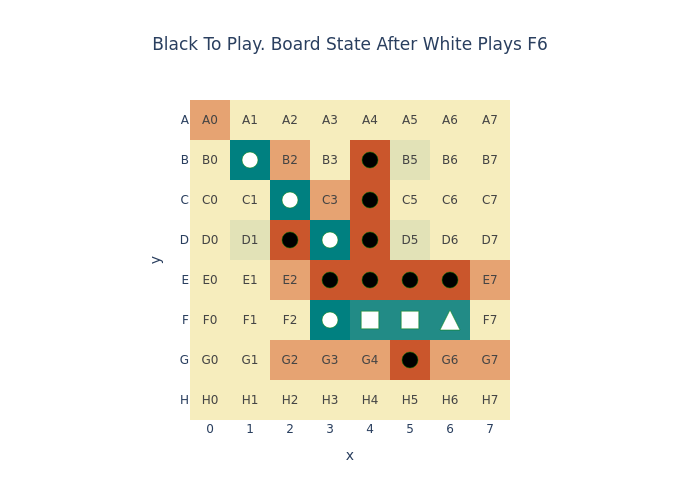 Black To Play. Board State After White Plays F6
A A0 A1 A2 A3 A4 A5 A6 A7
B B0 B2 B3 B5 B6 B7
C C0 C1 C3 C5 C6 C7
D D0 D1 D5 D6 D7
E E0 E1 E2 E7
F F0 F1 F2 F7
G G0 G1 G2 G3 G4 G6 G7
H H0 H1 H2 H3 H4 H5 H6 H7
0 1 2 3 4 5 6 7
x
y